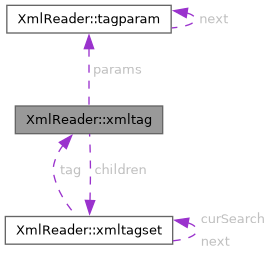 XmlReader::tagparam
next
params
XmlReader::xmltag
tag
children
XmlReader::xmltagset
curSearch
next